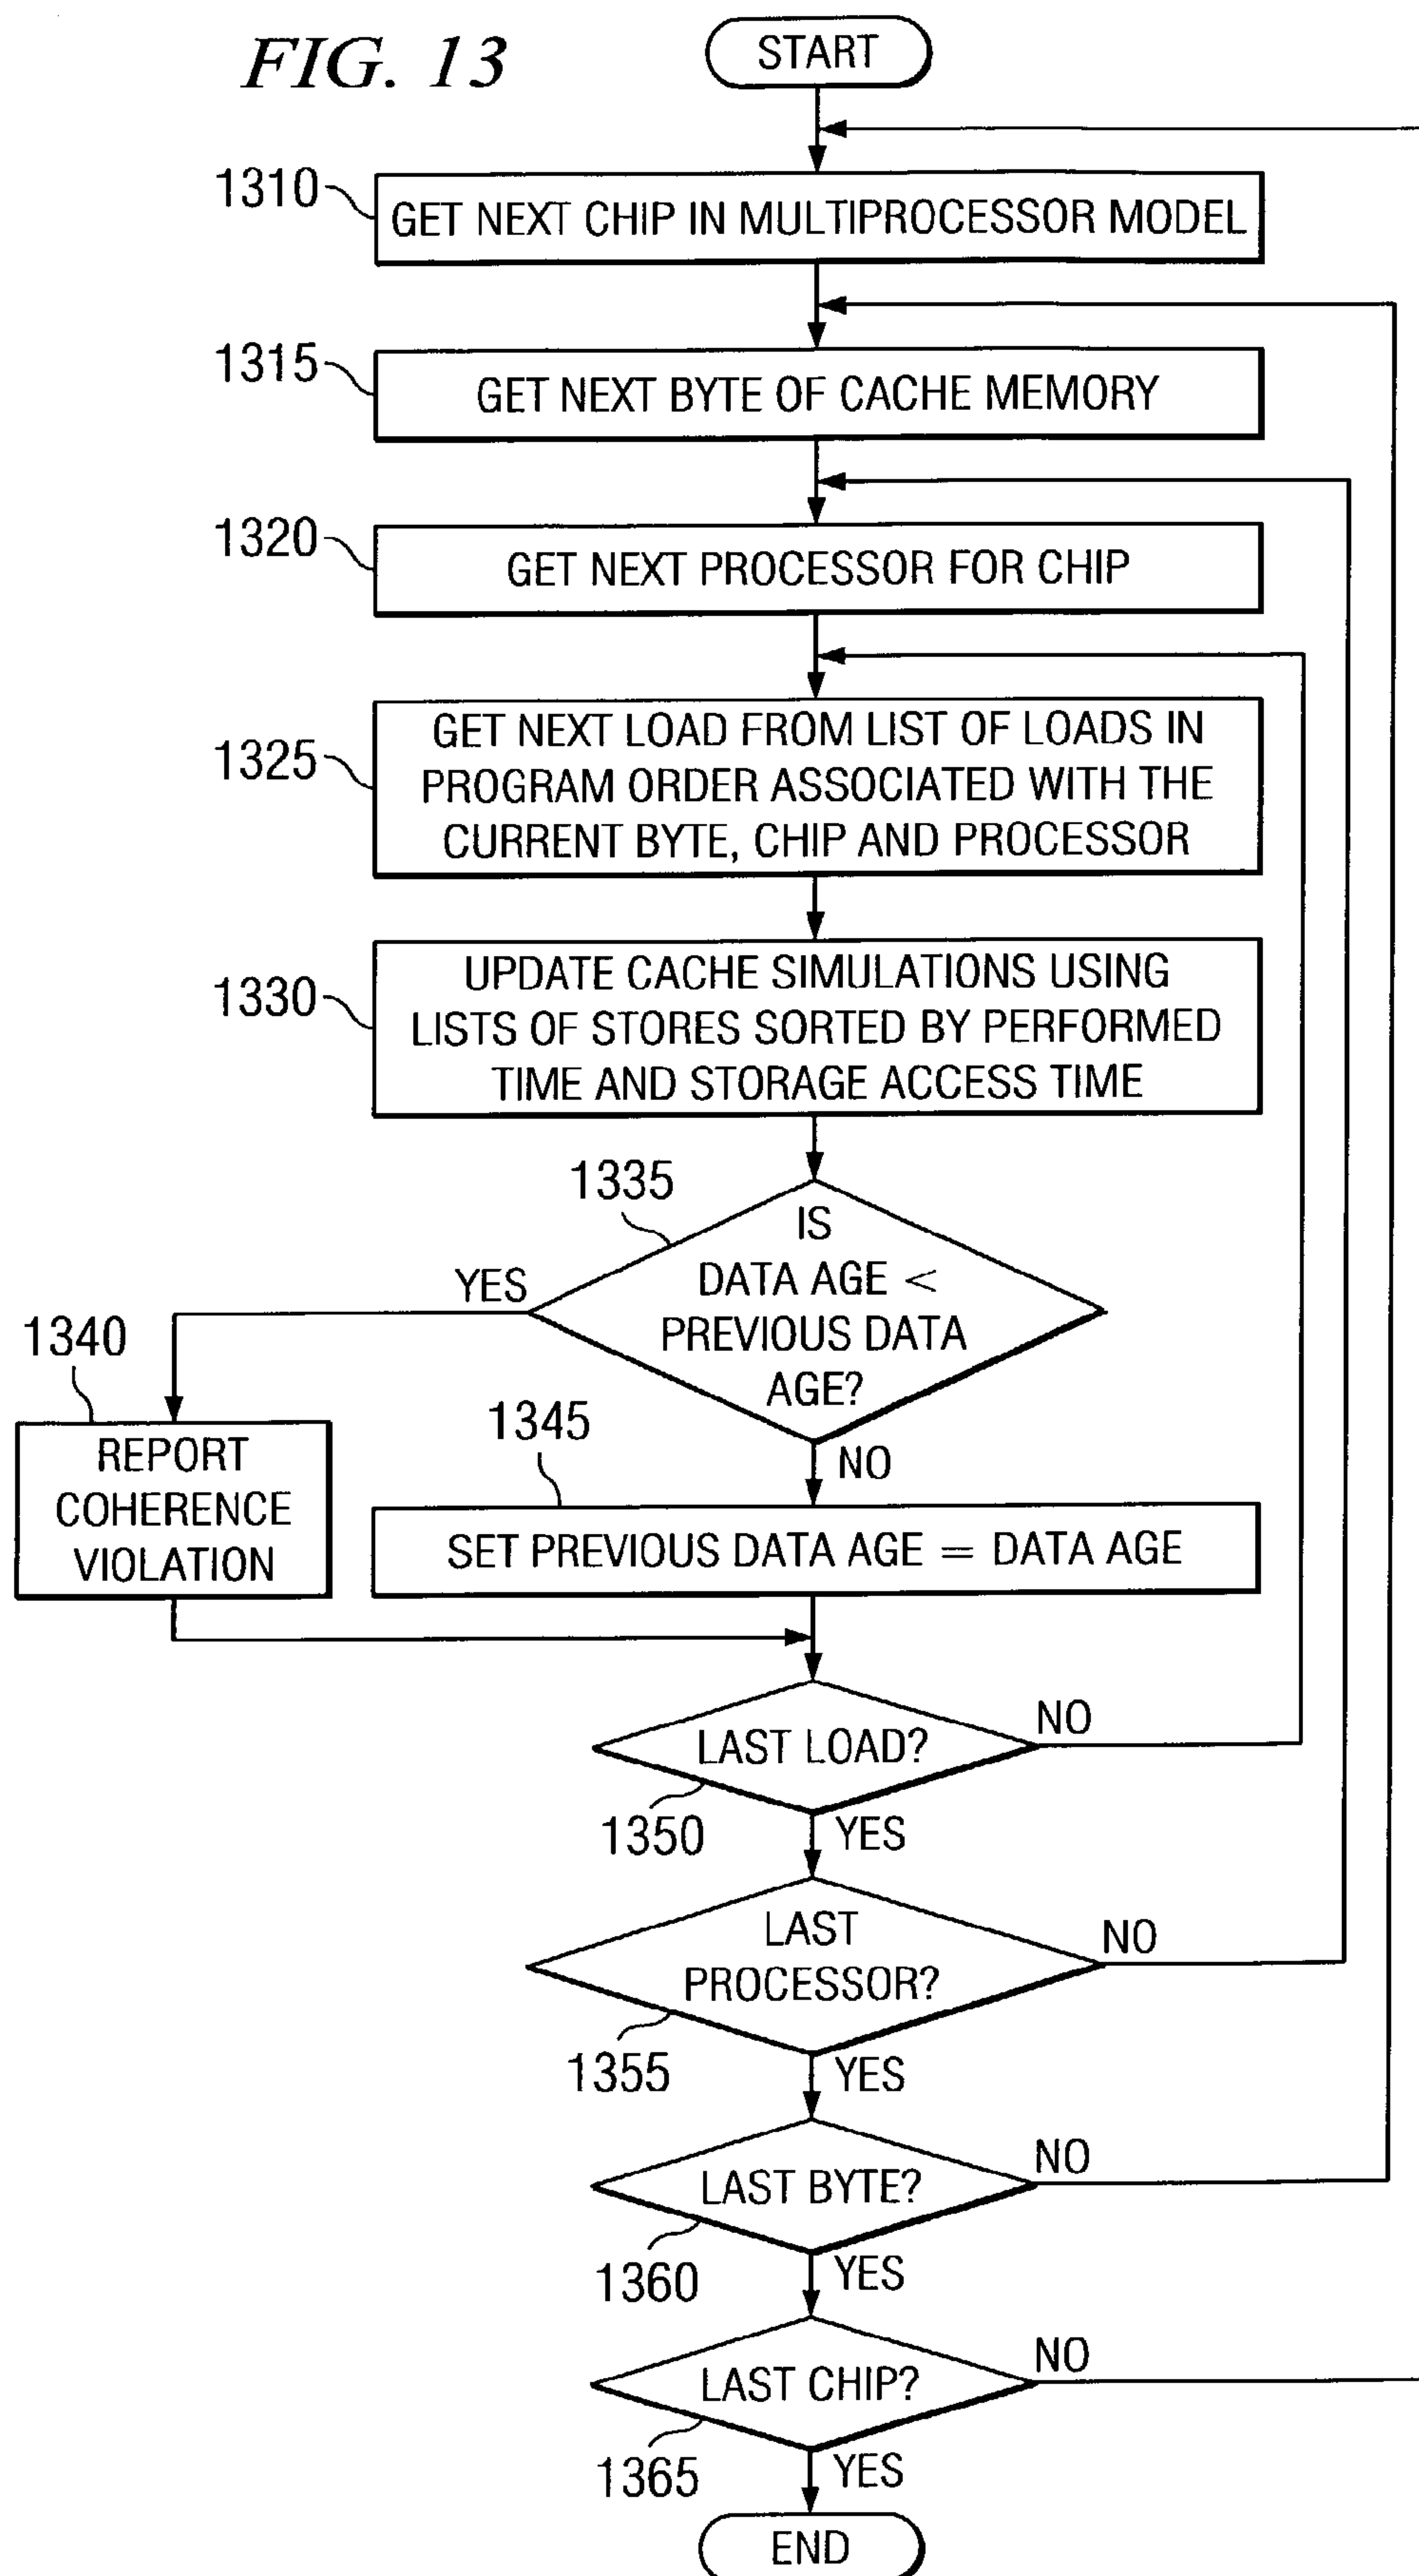 FIG. 13
START
1310
GET NEXT CHIP IN MULTIPROCESSOR MODEL
1315
GET NEXT BYTE OF CACHE MEMORY
1320
GET NEXT PROCESSOR FOR CHIP
1325
GET NEXT LOAD FROM LIST OF LOADS IN
PROGRAM ORDER ASSOCIATED WITH THE
CURRENT BYTE, CHIP AND PROCESSOR
1330
UPDATE CACHE SIMULATIONS USING
LISTS OF STORES SORTED BY PERFORMED
TIME AND STORAGE ACCESS TIME
1335
IS
DATA AGE <
PREVIOUS DATA
AGE?
YES
1340
REPORT
COHERENCE
VIOLATION
NO
1345
SET PREVIOUS DATA AGE = DATA AGE
LAST LOAD?
NO
1350
YES
LAST
PROCESSOR?
NO
1355
YES
LAST BYTE?
NO
1360
YES
LAST CHIP?
NO
1365
YES
END